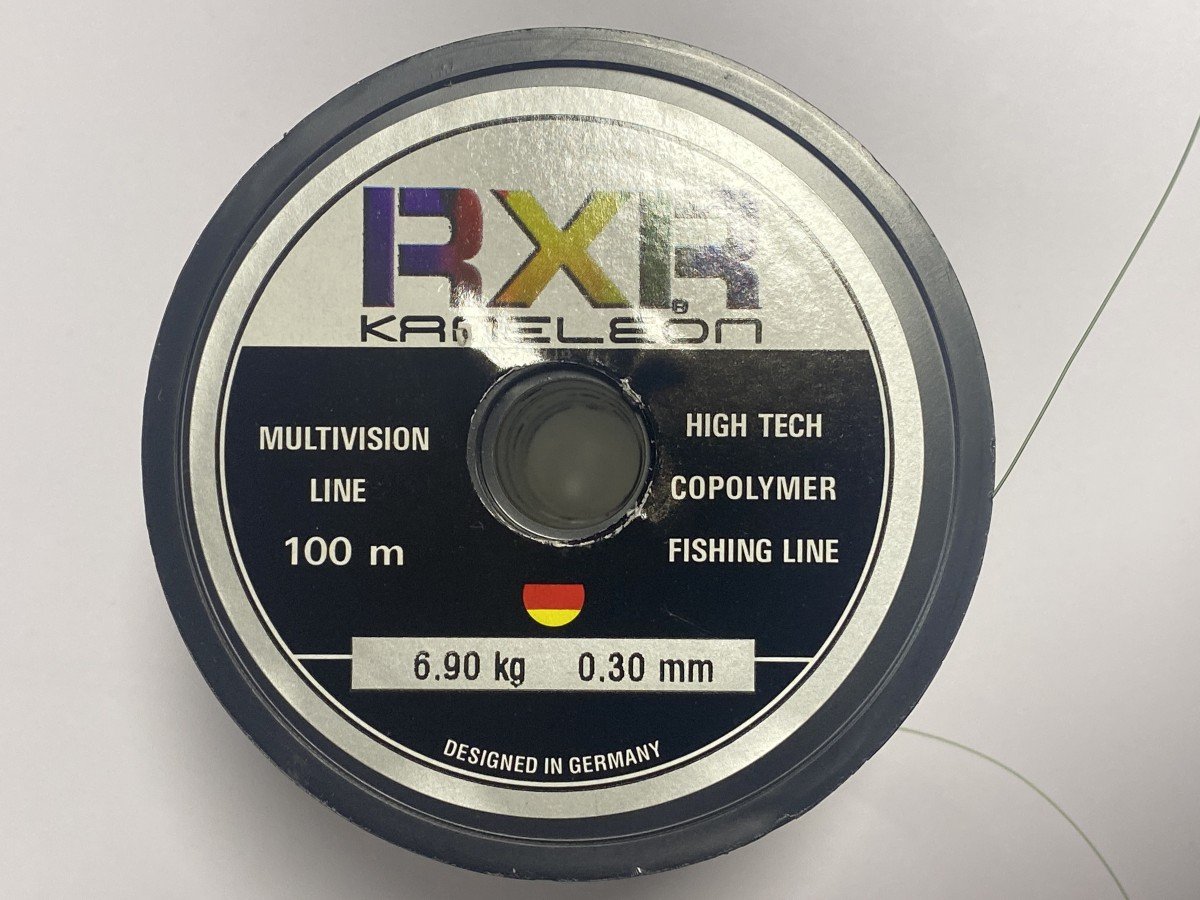 RXR
KAMELEON®
MULTIVISION
LINE
100 m
HIGH TECH
COPOLYMER
FISHING LINE
6.90 kg 0.30 mm
DESIGNED IN GERMANY